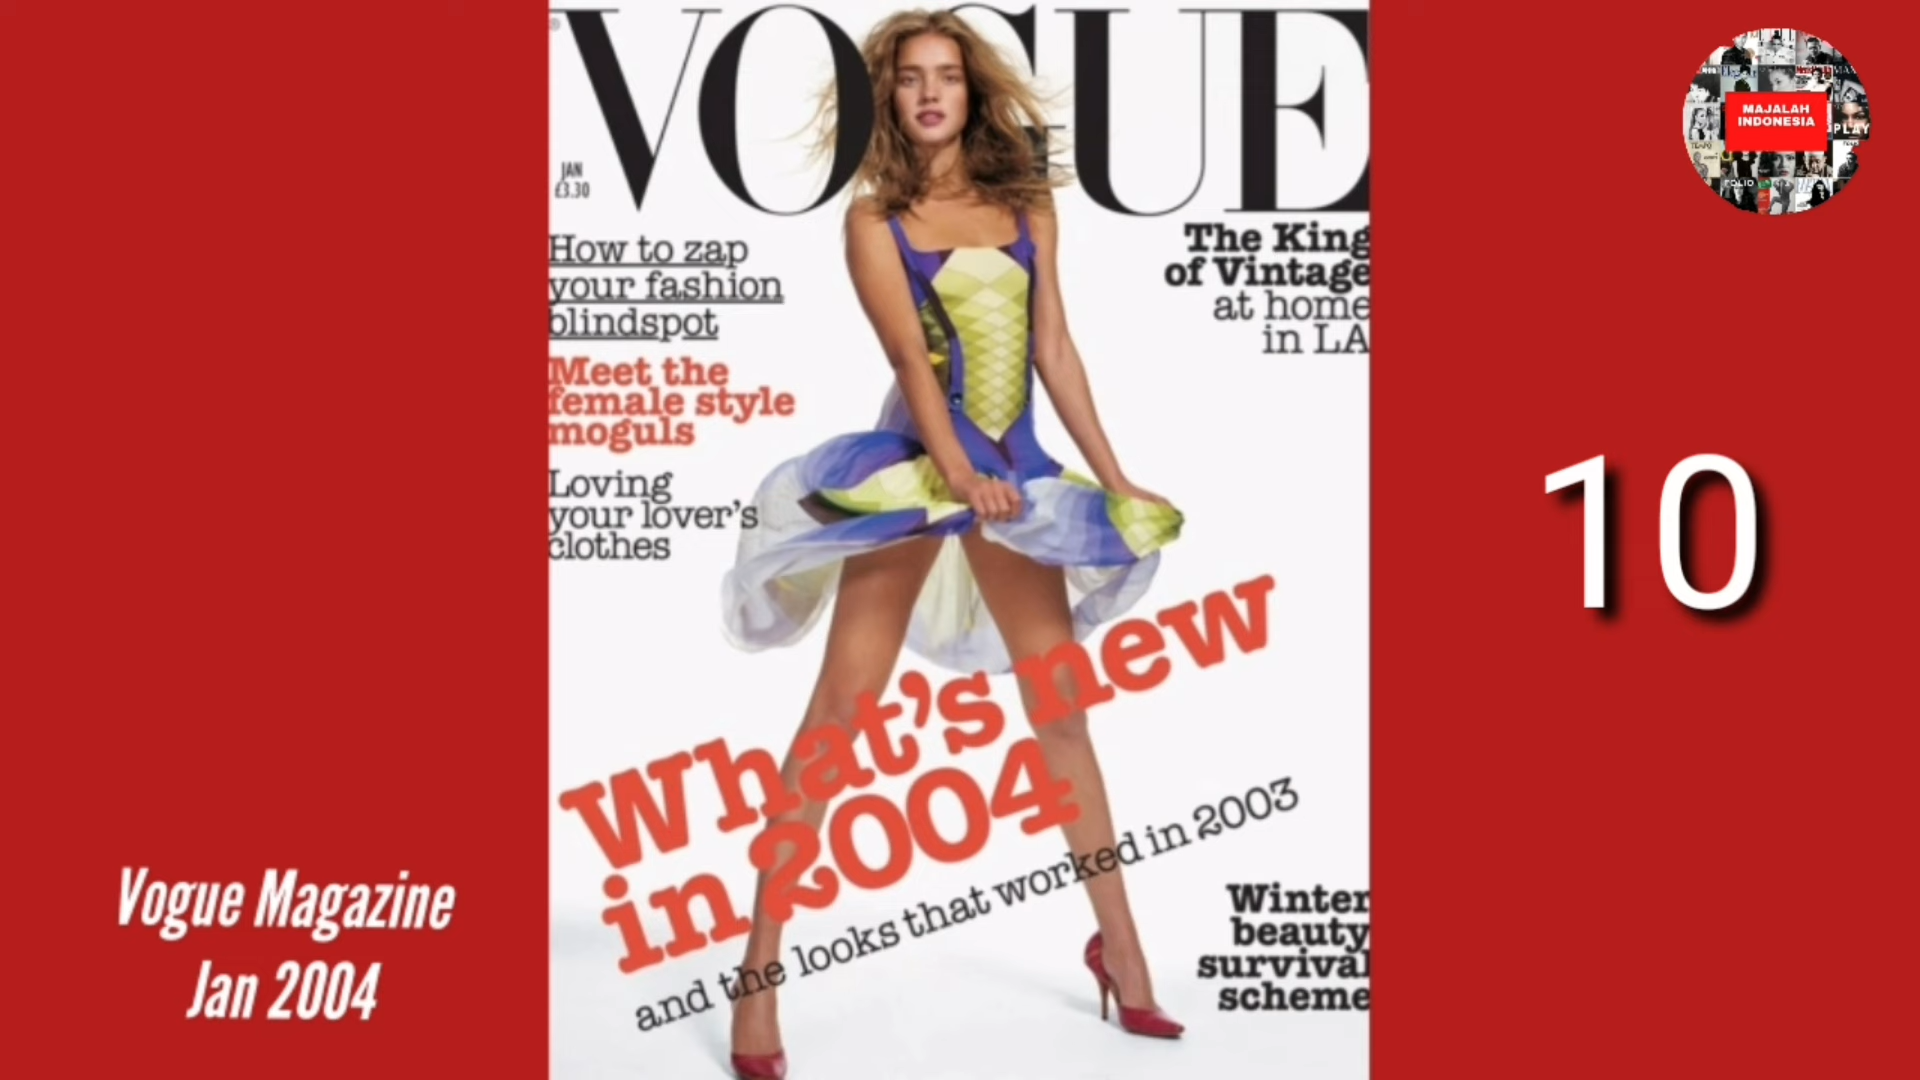 VOGUE
JAN
£3.30
How to zap
your fashion
blindspot
Meet the
female style
moguls
Loving
your lover's
clothes
The King
of Vintage
at home
in LA
What's new
in 2004
and the looks that worked in 2003
Winter
beauty
survival
scheme
Vogue Magazine
Jan 2004
10
MAJALAH
INDONESIA
PLAY
FOLIO